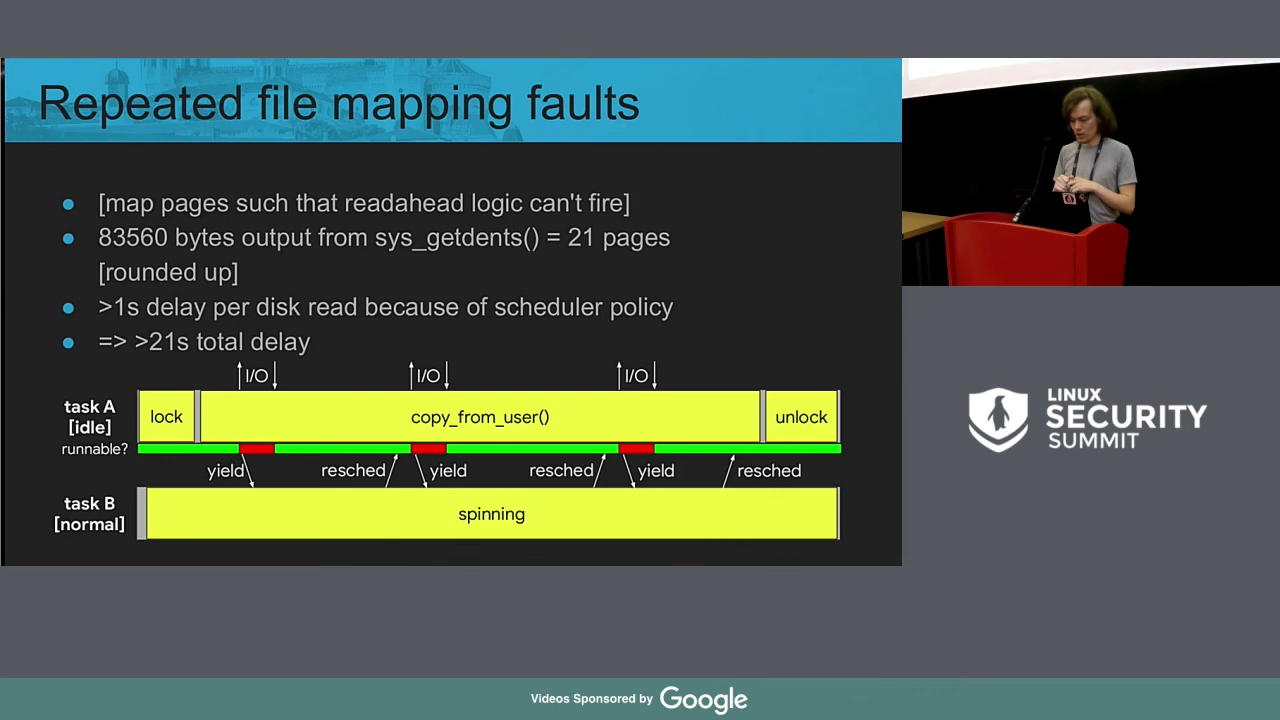 Repeated file mapping faults
[map pages such that readahead logic can't fire]
83560 bytes output from sys_getdents() = 21 pages
[rounded up]
>1s delay per disk read because of scheduler policy
=> >21s total delay
I/O I/O I/O
task A
[idle]
lock copy_from_user() unlock
runnable?
yield resched yield resched yield resched
task B
[normal]
spinning
LINUX
SECURITY
SUMMIT
Videos Sponsored by Google